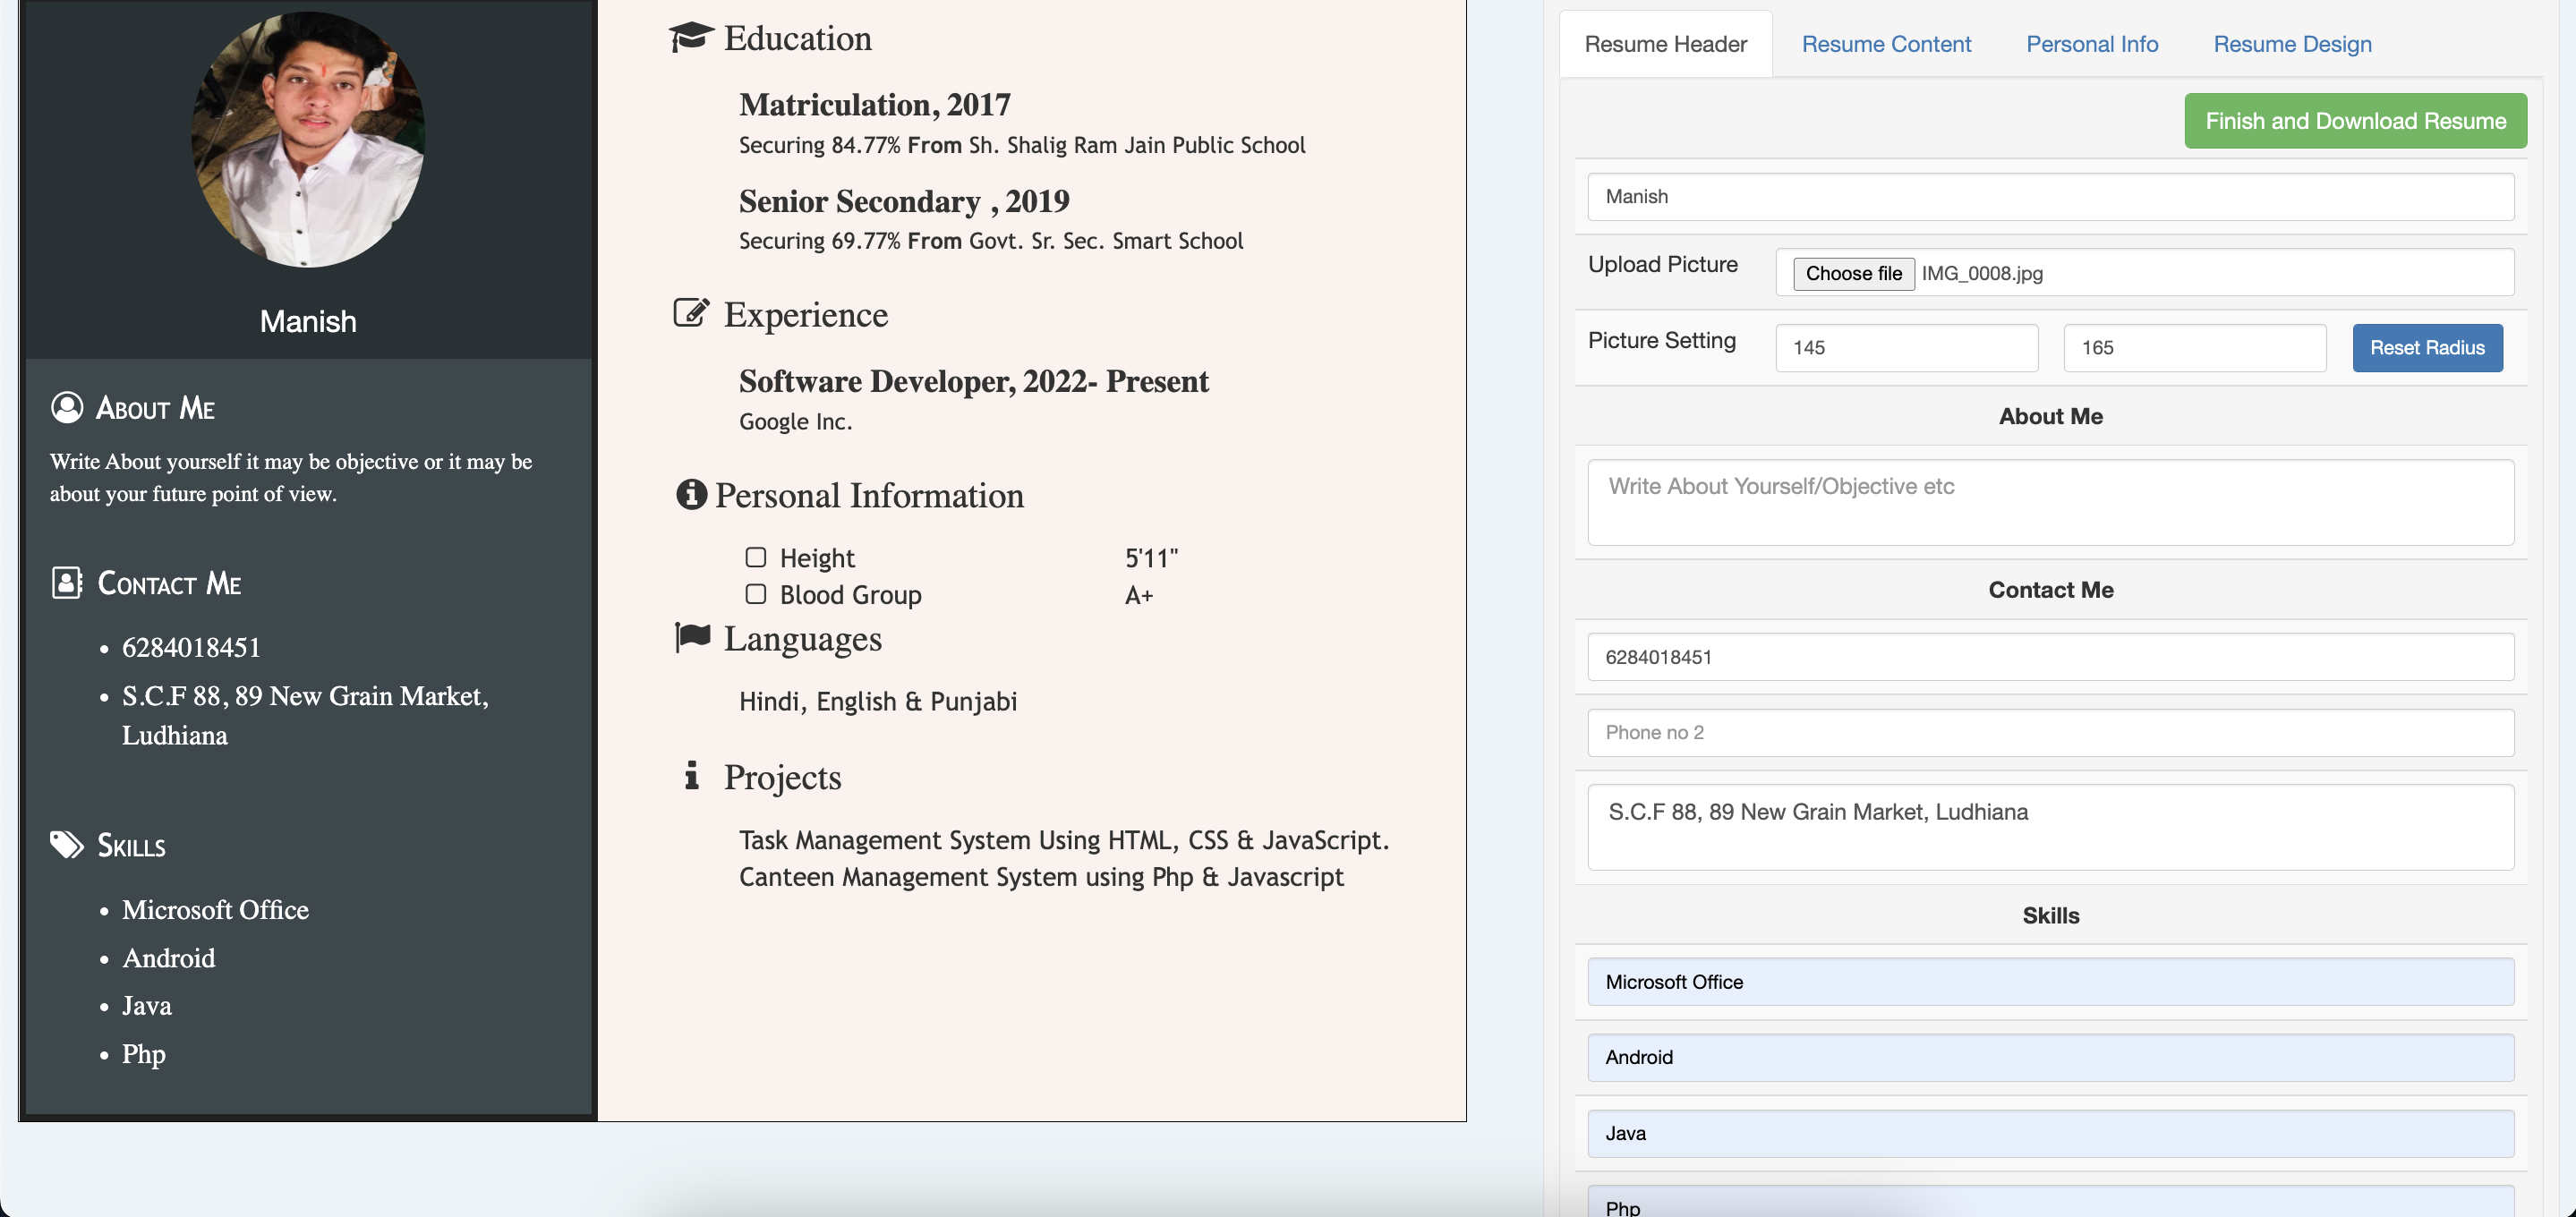 Manish
About Me
Write About yourself it may be objective or it may be
about your future point of view.
Contact Me
• 6284018451
• S.C.F 88, 89 New Grain Market,
Ludhiana
Skills
• Microsoft Office
• Android
• Java
• Php
Education
Matriculation, 2017
Securing 84.77% From Sh. Shalig Ram Jain Public School
Senior Secondary , 2019
Securing 69.77% From Govt. Sr. Sec. Smart School
Experience
Software Developer, 2022- Present
Google Inc.
Personal Information
Height 5'11"
Blood Group A+
Languages
Hindi, English & Punjabi
Projects
Task Management System Using HTML, CSS & JavaScript.
Canteen Management System using Php & Javascript
Resume Header Resume Content Personal Info Resume Design
Finish and Download Resume
Manish
Upload Picture Choose file IMG_0008.jpg
Picture Setting 145 165 Reset Radius
About Me
Write About Yourself/Objective etc
Contact Me
6284018451
Phone no 2
S.C.F 88, 89 New Grain Market, Ludhiana
Skills
Microsoft Office
Android
Java
Php